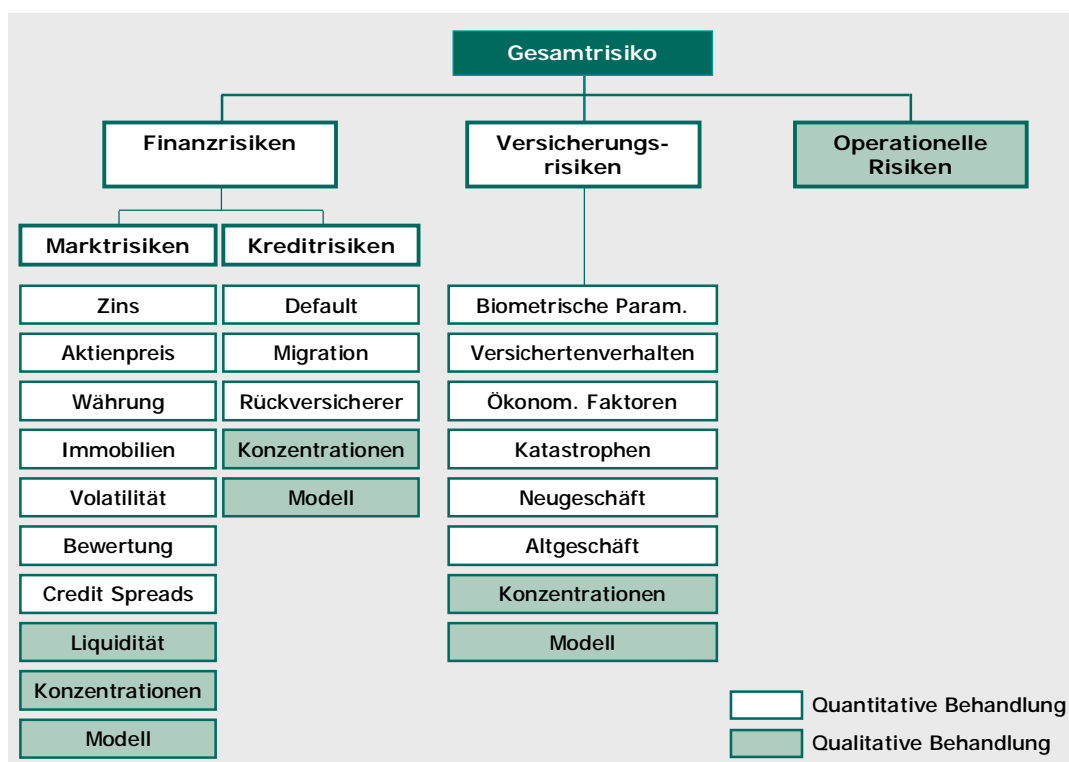 Gesamtrisiko
Finanzrisiken
Versicherungs-
risiken
Operationelle
Risiken
Marktrisiken
Kreditrisiken
Zins
Aktienpreis
Währung
Immobilien
Volatilität
Bewertung
Credit Spreads
Liquidität
Konzentrationen
Modell
Default
Migration
Rückversicherer
Konzentrationen
Modell
Biometrische Param.
Versichertenverhalten
Ökonom. Faktoren
Katastrophen
Neugeschäft
Altgeschäft
Konzentrationen
Modell
Quantitative Behandlung
Qualitative Behandlung